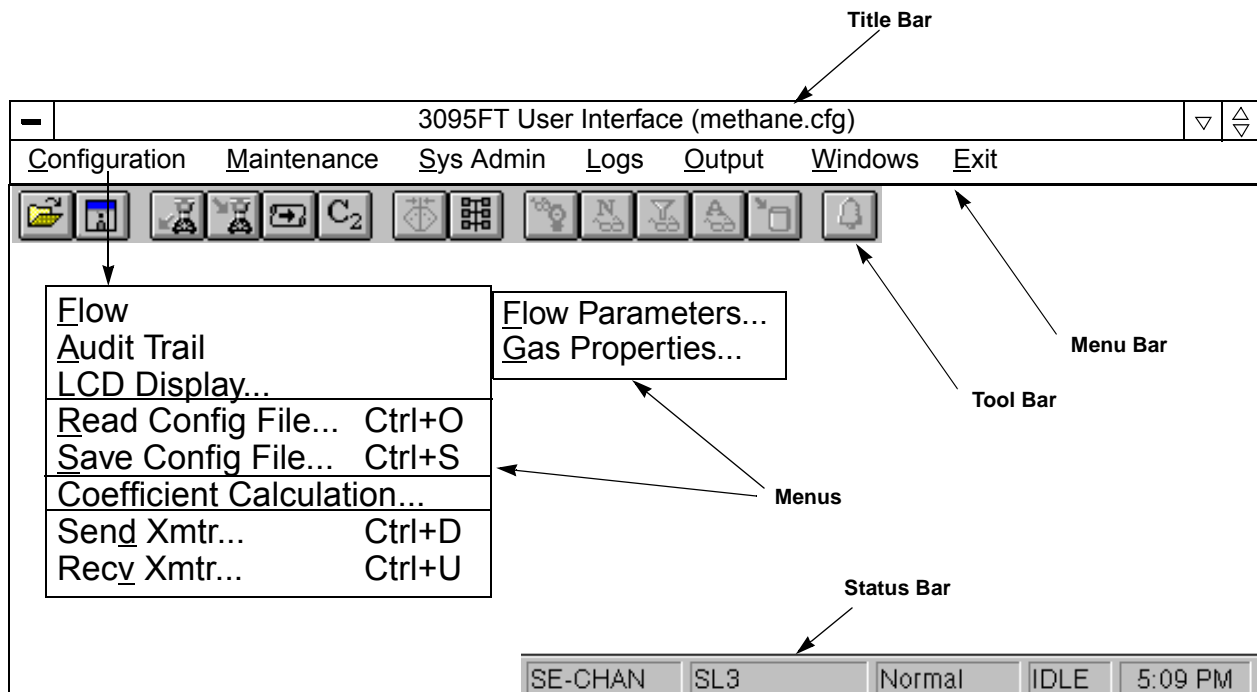 Title Bar
3095FT User Interface (methane.cfg)
Configuration Maintenance Sys Admin Logs Output Windows Exit
C2 N Y A
Flow
Audit Trail
LCD Display...
Read Config File... Ctrl+O
Save Config File... Ctrl+S
Coefficient Calculation...
Send Xmtr... Ctrl+D
Recv Xmtr... Ctrl+U
Flow Parameters...
Gas Properties...
Menu Bar
Tool Bar
Menus
Status Bar
SE-CHAN SL3 Normal IDLE 5:09 PM